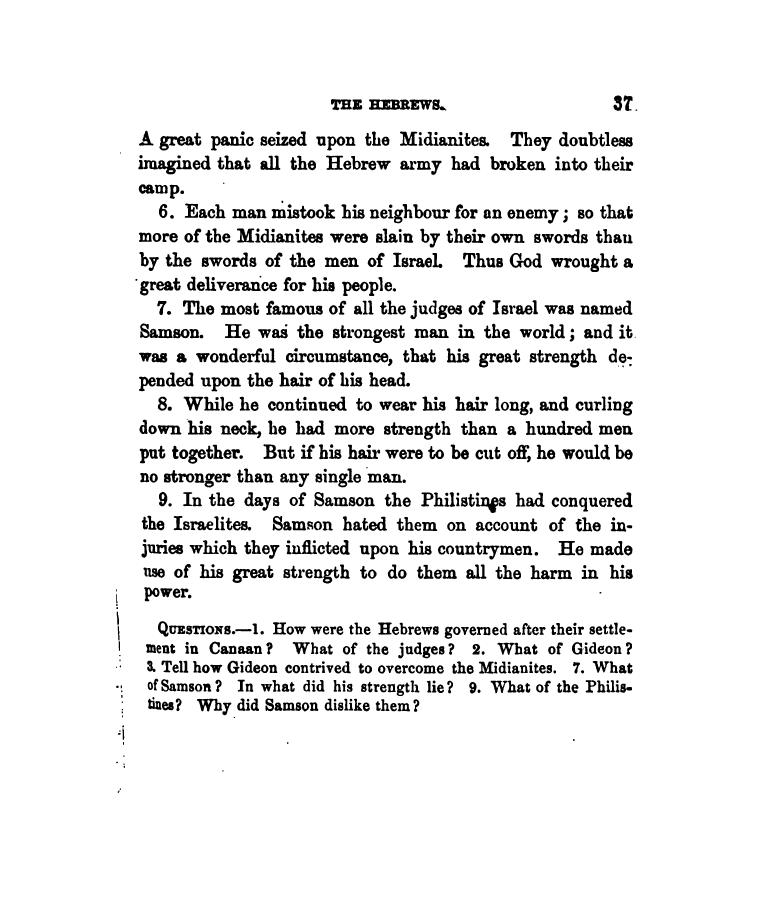 THE HEBREWS. 37
A great panic seized upon the Midianites. They doubtless
imagined that all the Hebrew army had broken into their
camp.
6. Each man mistook his neighbour for an enemy; so that
more of the Midianites were slain by their own swords than
by the swords of the men of Israel. Thus God wrought a
great deliverance for his people.
7. The most famous of all the judges of Israel was named
Samson. He was the strongest man in the world; and it
was a wonderful circumstance, that his great strength de-
pended upon the hair of his head.
8. While he continued to wear his hair long, and curling
down his neck, he had more strength than a hundred men
put together. But if his hair were to be cut off, he would be
no stronger than any single man.
9. In the days of Samson the Philistines had conquered
the Israelites. Samson hated them on account of the in-
juries which they inflicted upon his countrymen. He made
use of his great strength to do them all the harm in his
power.
QUESTIONS.—1. How were the Hebrews governed after their settle-
ment in Canaan? What of the judges? 2. What of Gideon?
3. Tell how Gideon contrived to overcome the Midianites. 7. What
of Samson? In what did his strength lie? 9. What of the Philis-
tines? Why did Samson dislike them?